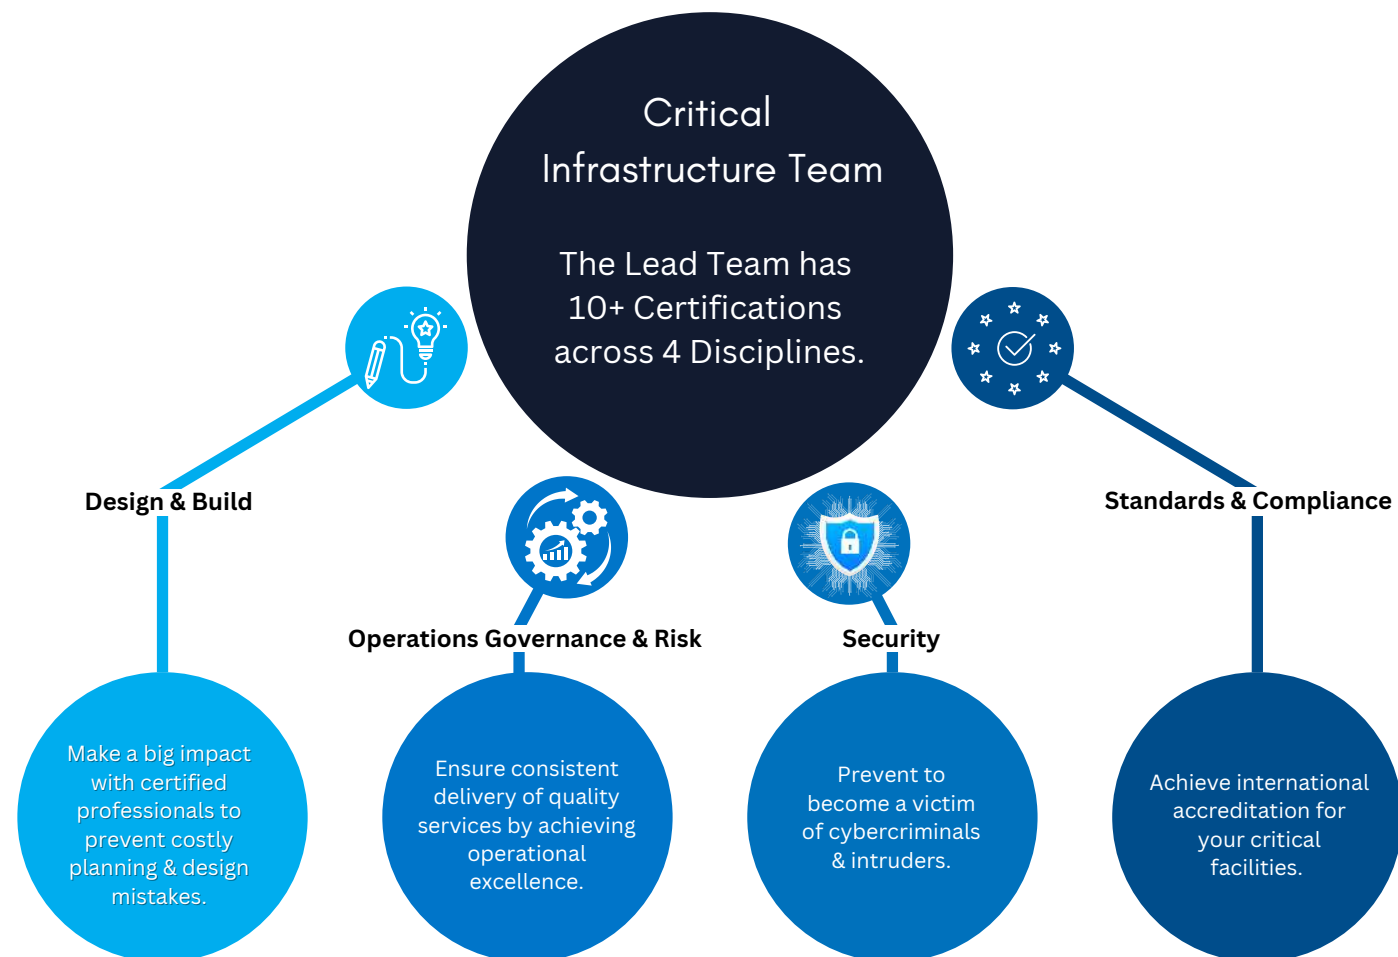 Critical
Infrastructure Team
The Lead Team has
10+ Certifications
across 4 Disciplines.
Design & Build
Standards & Compliance
Operations Governance & Risk
Security
Make a big impact
with certified
professionals to
prevent costly
planning & design
mistakes.
Ensure consistent
delivery of quality
services by achieving
operational
excellence.
Prevent to
become a victim
of cybercriminals
& intruders.
Achieve international
accreditation for
your critical
facilities.